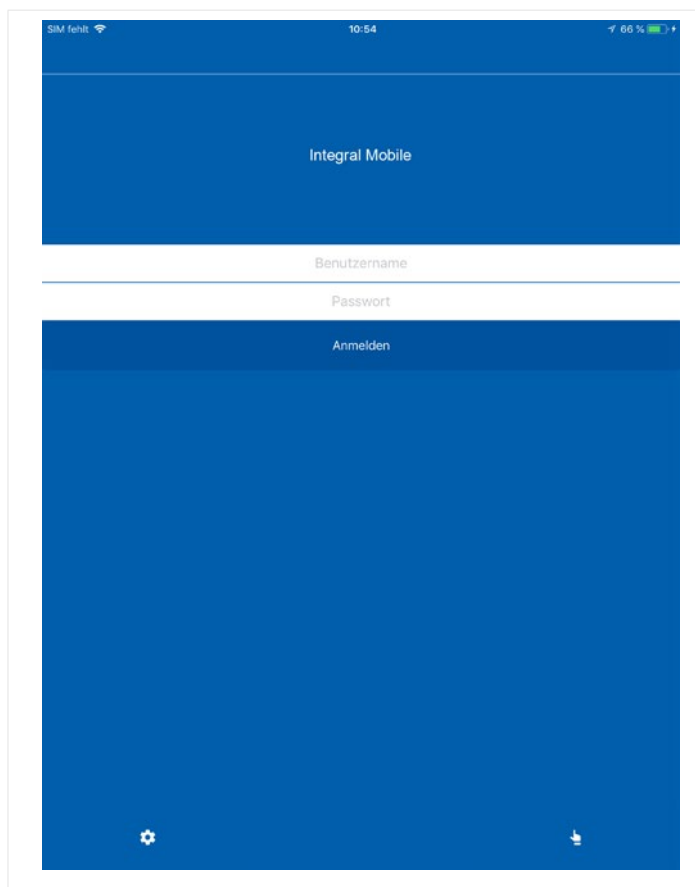 SIM fehlt 10:54 66 %
Integral Mobile
Benutzername
Passwort
Anmelden